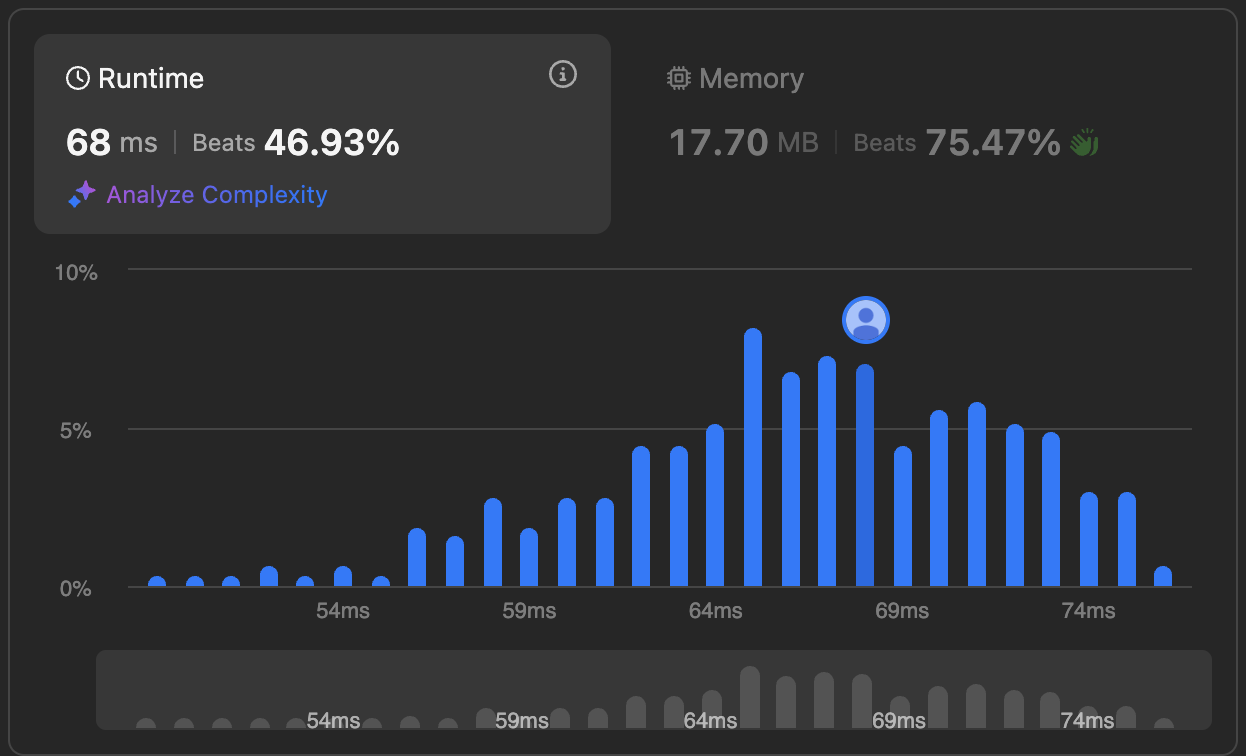 Runtime
68 ms | Beats 46.93%
Analyze Complexity
Memory
17.70 MB | Beats 75.47%
10%
5%
0%
54ms 59ms 64ms 69ms 74ms
54ms 59ms 64ms 69ms 74ms